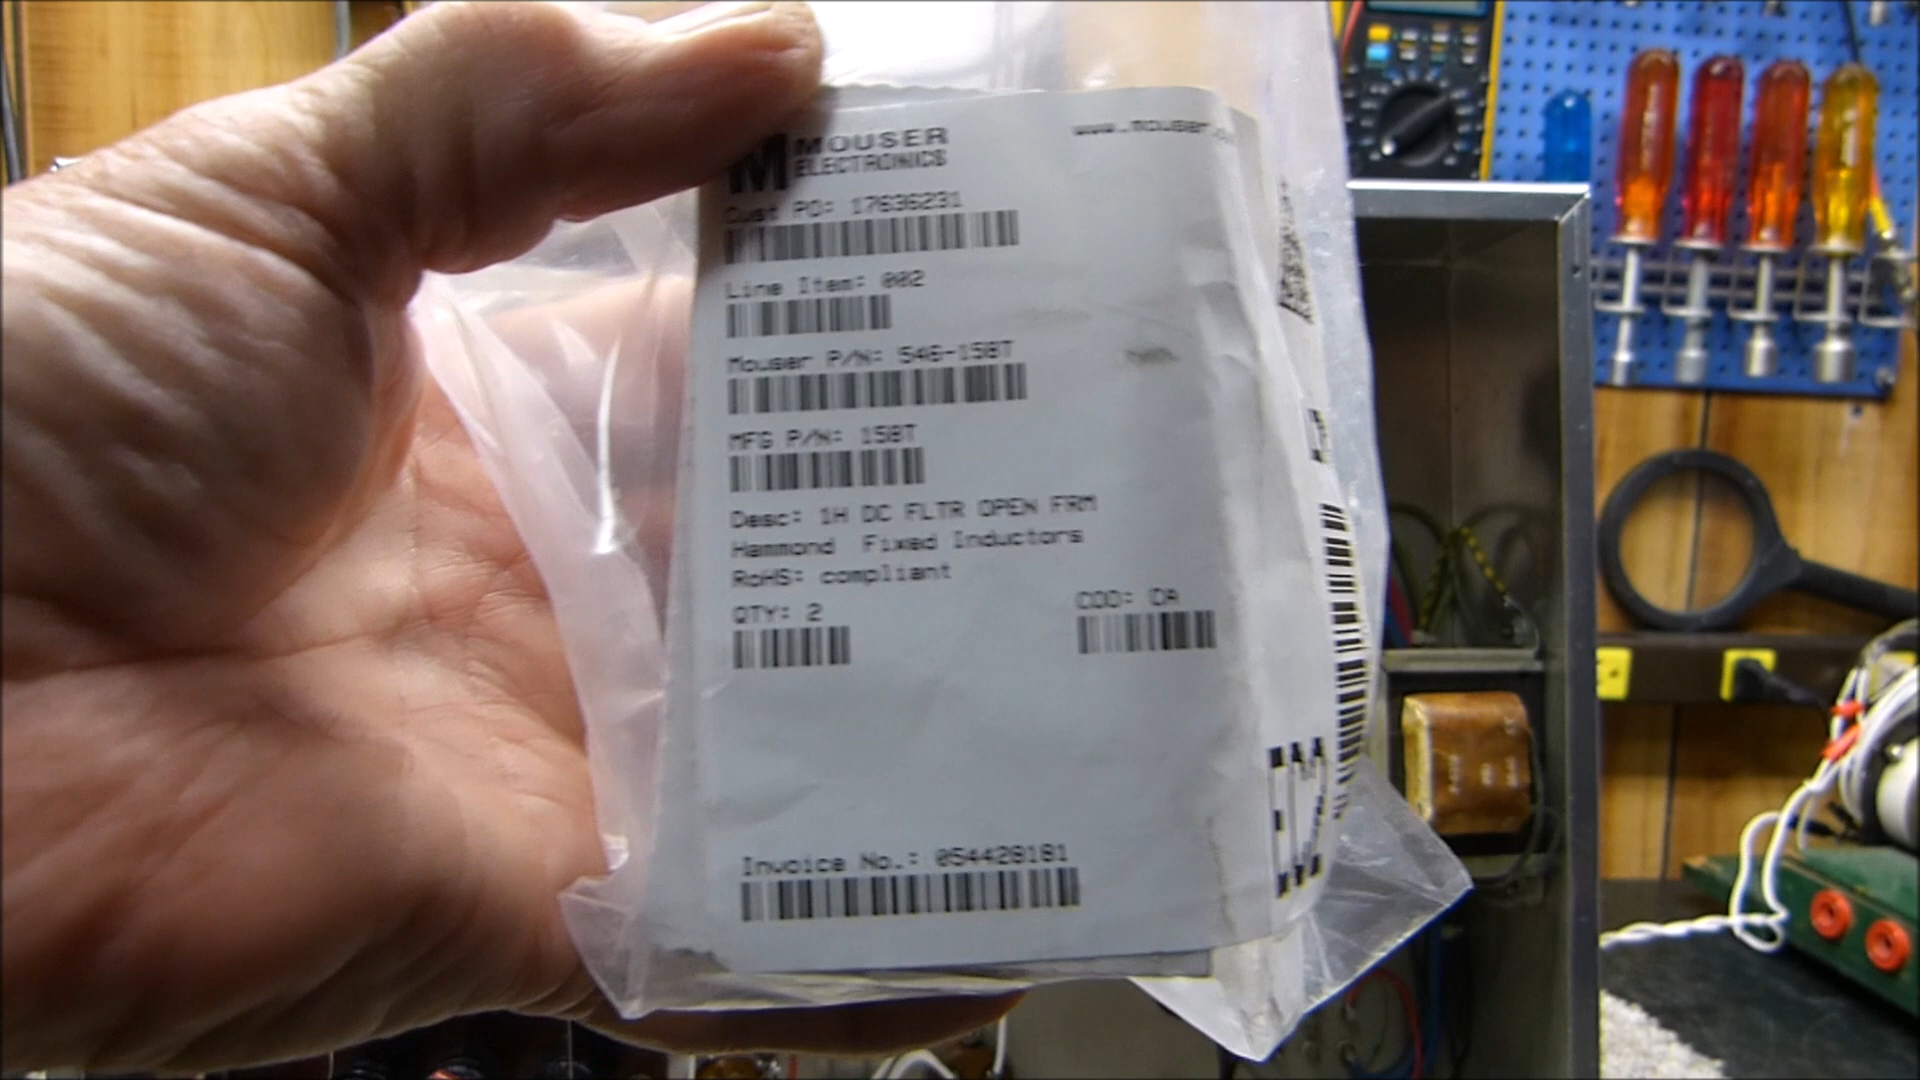 MOUSER
ELECTRONICS
www.mouser.
Cust PO: 17636231
Line Item: 002
Mouser P/N: 546-158T
MFG P/N: 158T
Desc: 1H DC FLTR OPEN FRM
Hammond Fixed Inductors
RoHS: compliant
QTY: 2
COO: CA
Invoice No.: 054428181